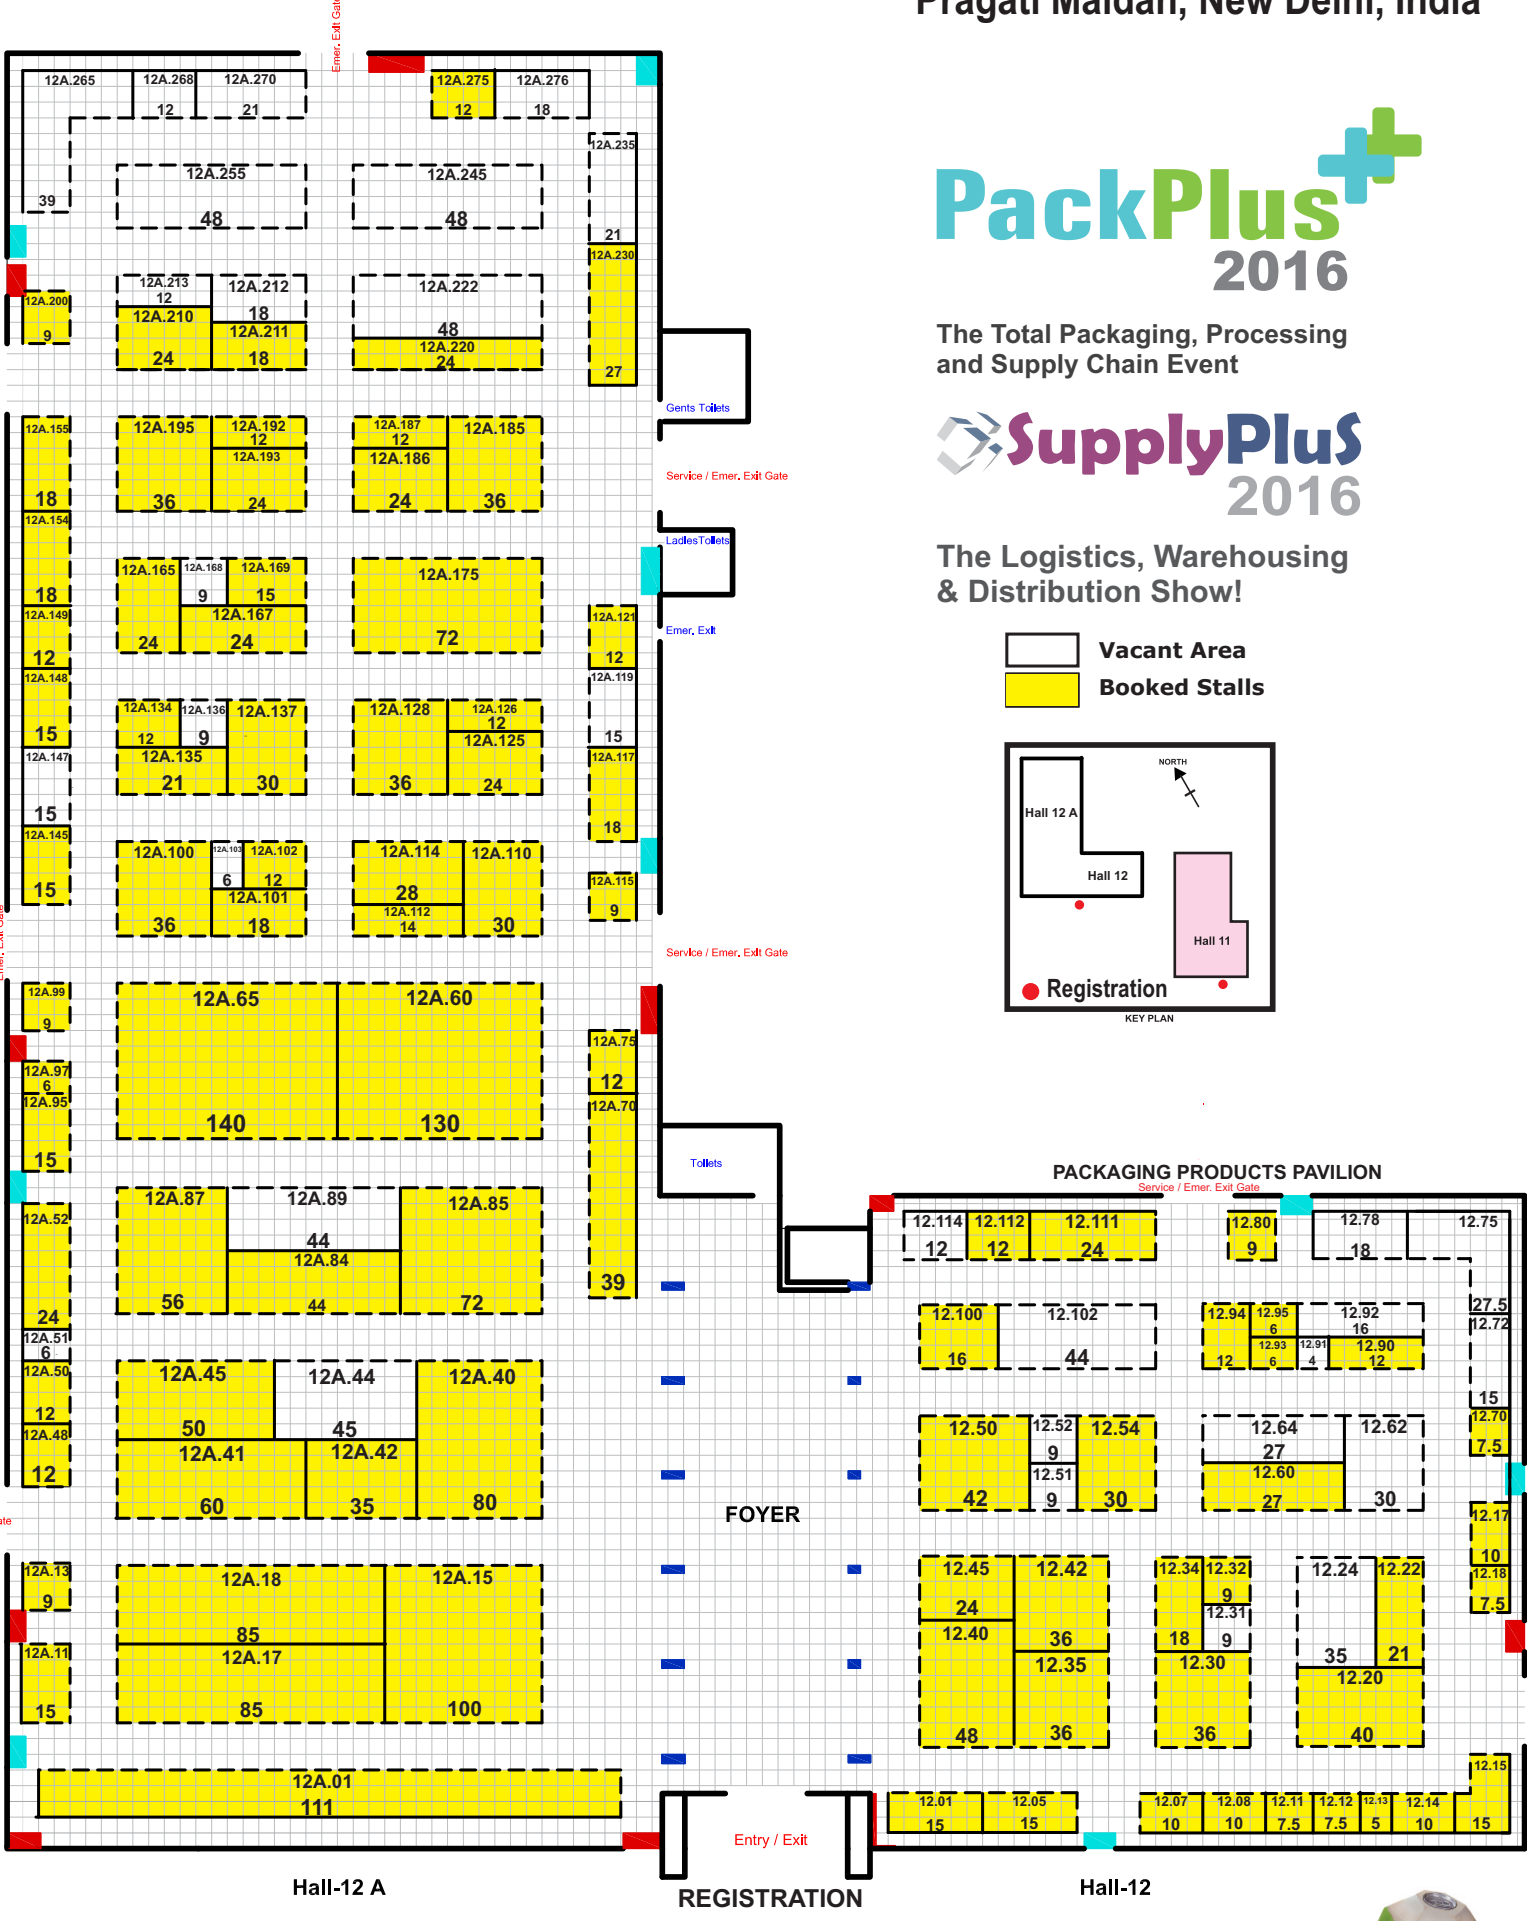 Pragati Maidan, New Delhi, India
Emer. Exit Gate
12A.265
12A.268
12A.270
12A.275
12A.276
12
21
12
18
39
12A.235
21
12A.255
48
12A.245
48
12A.230
27
12A.200
9
12A.213
12
12A.212
18
12A.210
24
12A.211
18
12A.222
48
12A.220
24
Gents Toilets
Service / Emer. Exit Gate
Ladies Toilets
Emer. Exit
12A.155
18
12A.195
36
12A.192
12
12A.193
24
12A.187
12
12A.186
24
12A.185
36
12A.154
18
12A.149
12
12A.148
15
12A.147
15
12A.145
15
12A.165
24
12A.168
9
12A.169
15
12A.167
24
12A.175
72
12A.121
12
12A.119
15
12A.117
18
12A.134
12
12A.136
9
12A.137
30
12A.135
21
12A.128
36
12A.126
12
12A.125
24
12A.100
36
12A.103
6
12A.102
12
12A.101
18
12A.114
28
12A.112
14
12A.110
30
12A.115
9
Service / Emer. Exit Gate
Emer. Exit Gate
12A.99
9
12A.97
6
12A.95
15
12A.65
140
12A.60
130
12A.75
12
12A.70
39
Toilets
12A.52
24
12A.51
6
12A.50
12
12A.48
12
12A.87
56
12A.89
44
12A.84
44
12A.85
72
12A.45
50
12A.44
45
12A.40
80
12A.41
60
12A.42
35
ate
12A.13
9
12A.11
15
12A.18
85
12A.17
85
12A.15
100
12A.01
111
FOYER
Entry / Exit
Hall-12 A
REGISTRATION
Hall-12
PackPlus
2016
The Total Packaging, Processing
and Supply Chain Event
SupplyPluS
2016
The Logistics, Warehousing
& Distribution Show!
Vacant Area
Booked Stalls
NORTH
Hall 12 A
Hall 12
Hall 11
Registration
KEY PLAN
PACKAGING PRODUCTS PAVILION
Service / Emer. Exit Gate
12.114
12
12.112
12
12.111
24
12.80
9
12.78
18
12.75
27.5
12.72
15
12.70
7.5
12.100
16
12.102
44
12.94
12
12.95
6
12.93
6
12.92
16
12.91
4
12.90
12
12.50
42
12.52
9
12.51
9
12.54
30
12.64
27
12.60
27
12.62
30
12.17
10
12.18
7.5
12.45
24
12.42
36
12.40
48
12.35
36
12.34
18
12.32
9
12.31
9
12.30
36
12.24
35
12.22
21
12.20
40
12.15
15
12.01
15
12.05
15
12.07
10
12.08
10
12.11
7.5
12.12
7.5
12.13
5
12.14
10